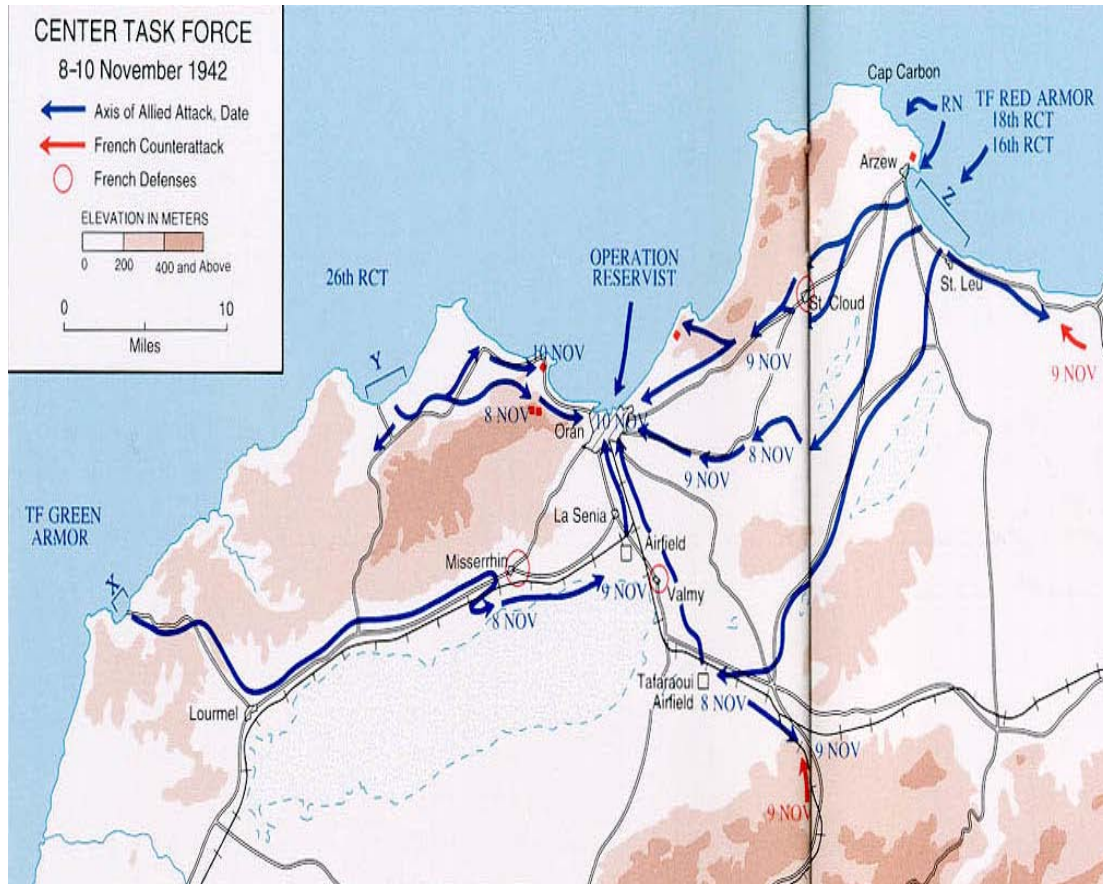 CENTER TASK FORCE
8-10 November 1942
Axis of Allied Attack, Date
French Counterattack
French Defenses
ELEVATION IN METERS
0 200 400 and Above
0 10
Miles
Cap Carbon
RN
TF RED ARMOR
18th RCT
16th RCT
Arzew
Z
OPERATION
RESERVIST
26th RCT
St. Leu
St. Cloud
Y
10 NOV
9 NOV
9 NOV
8 NOV
Oran
10 NOV
8 NOV
9 NOV
TF GREEN
ARMOR
La Senia
Airfield
Misserrhin
X
9 NOV
Valmy
8 NOV
Tafaraoui
Airfield
8 NOV
Lourmel
9 NOV
9 NOV